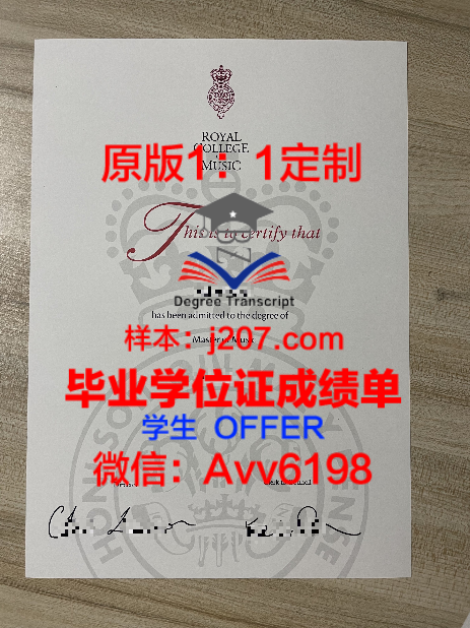 ROYAL
COLLEGE
MUSIC
原版1：1定制
This is to certify that
BZ
Degree Transcript
has been admitted to the degree of
样本：j207.com
Master of Music
毕业学位证成绩单
学生 OFFER
微信：Avv6198